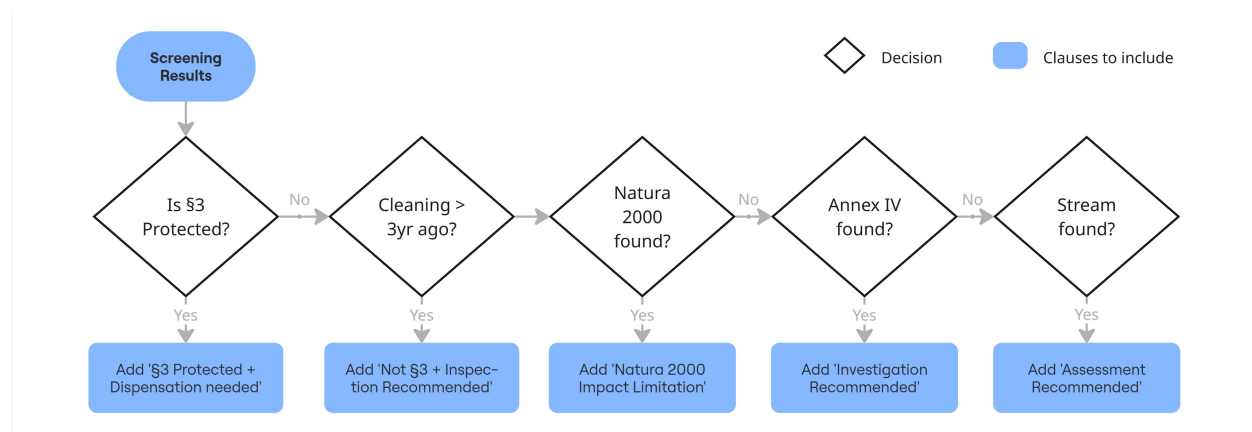 Screening
Results
Decision
Clauses to include
Is §3
Protected?
No
Cleaning >
3yr ago?
Natura
2000
found?
No
Annex IV
found?
No
Stream
found?
Yes
Yes
Yes
Yes
Yes
Add '§3 Protected +
Dispensation needed'
Add 'Not §3 + Inspec-
tion Recommended'
Add 'Natura 2000
Impact Limitation'
Add 'Investigation
Recommended'
Add 'Assessment
Recommended'